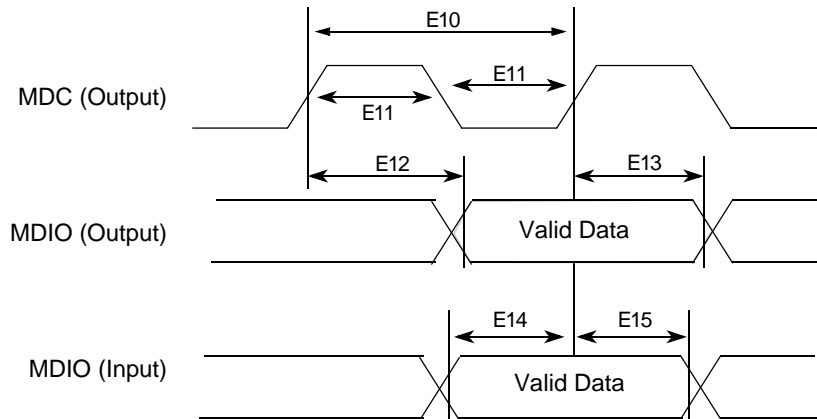 E10
MDC (Output)
E11
E11
E12
E13
MDIO (Output)
Valid Data
E14
E15
MDIO (Input)
Valid Data